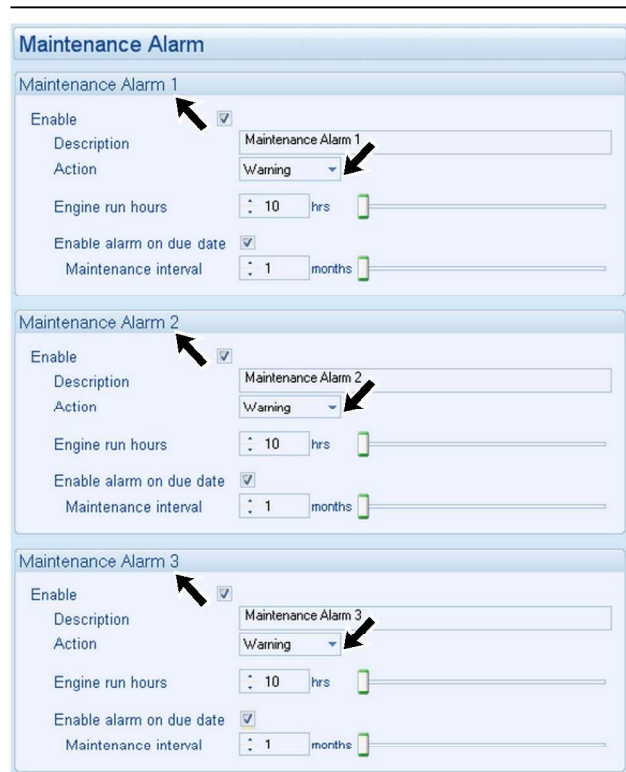 Maintenance Alarm
Maintenance Alarm 1
Enable
Description Maintenance Alarm 1
Action Warning
Engine run hours 10 hrs
Enable alarm on due date
Maintenance interval 1 months
Maintenance Alarm 2
Enable
Description Maintenance Alarm 2
Action Warning
Engine run hours 10 hrs
Enable alarm on due date
Maintenance interval 1 months
Maintenance Alarm 3
Enable
Description Maintenance Alarm 3
Action Warning
Engine run hours 10 hrs
Enable alarm on due date
Maintenance interval 1 months